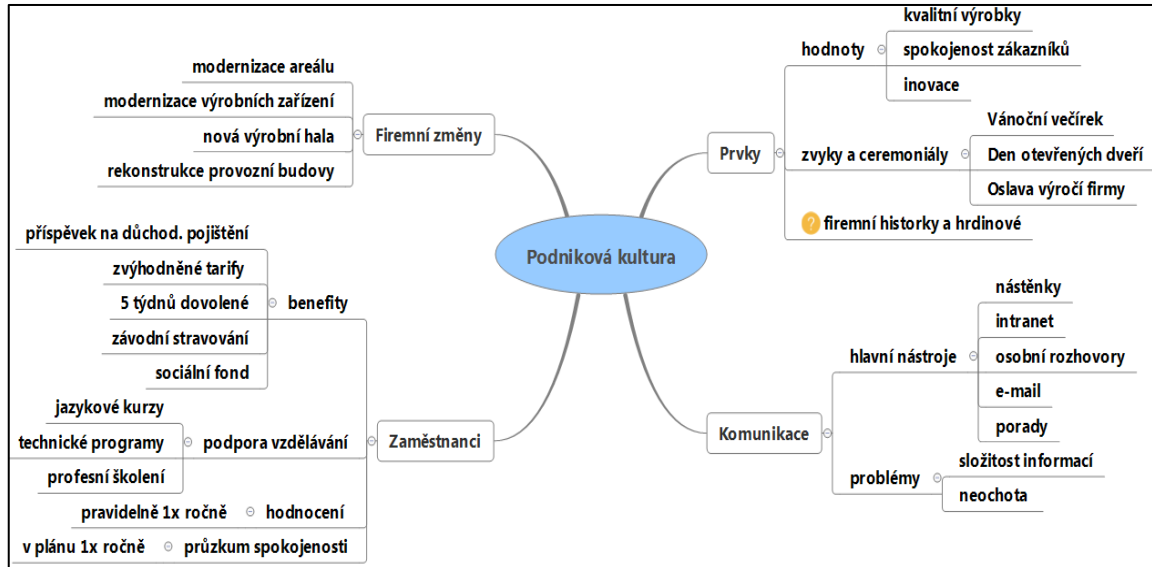 Podniková kultura
Firemní změny
modernizace areálu
modernizace výrobních zařízení
nová výrobní hala
rekonstrukce provozní budovy
Zaměstnanci
benefity
příspěvek na důchod. pojištění
zvýhodněné tarify
5 týdnů dovolené
závodní stravování
sociální fond
podpora vzdělávání
jazykové kurzy
technické programy
profesní školení
hodnocení
pravidelně 1x ročně
průzkum spokojenosti
v plánu 1x ročně
Prvky
hodnoty
kvalitní výrobky
spokojenost zákazníků
inovace
zvyky a ceremoniály
Vánoční večírek
Den otevřených dveří
Oslava výročí firmy
? firemní historky a hrdinové
Komunikace
hlavní nástroje
nástěnky
intranet
osobní rozhovory
e-mail
porady
problémy
složitost informací
neochota